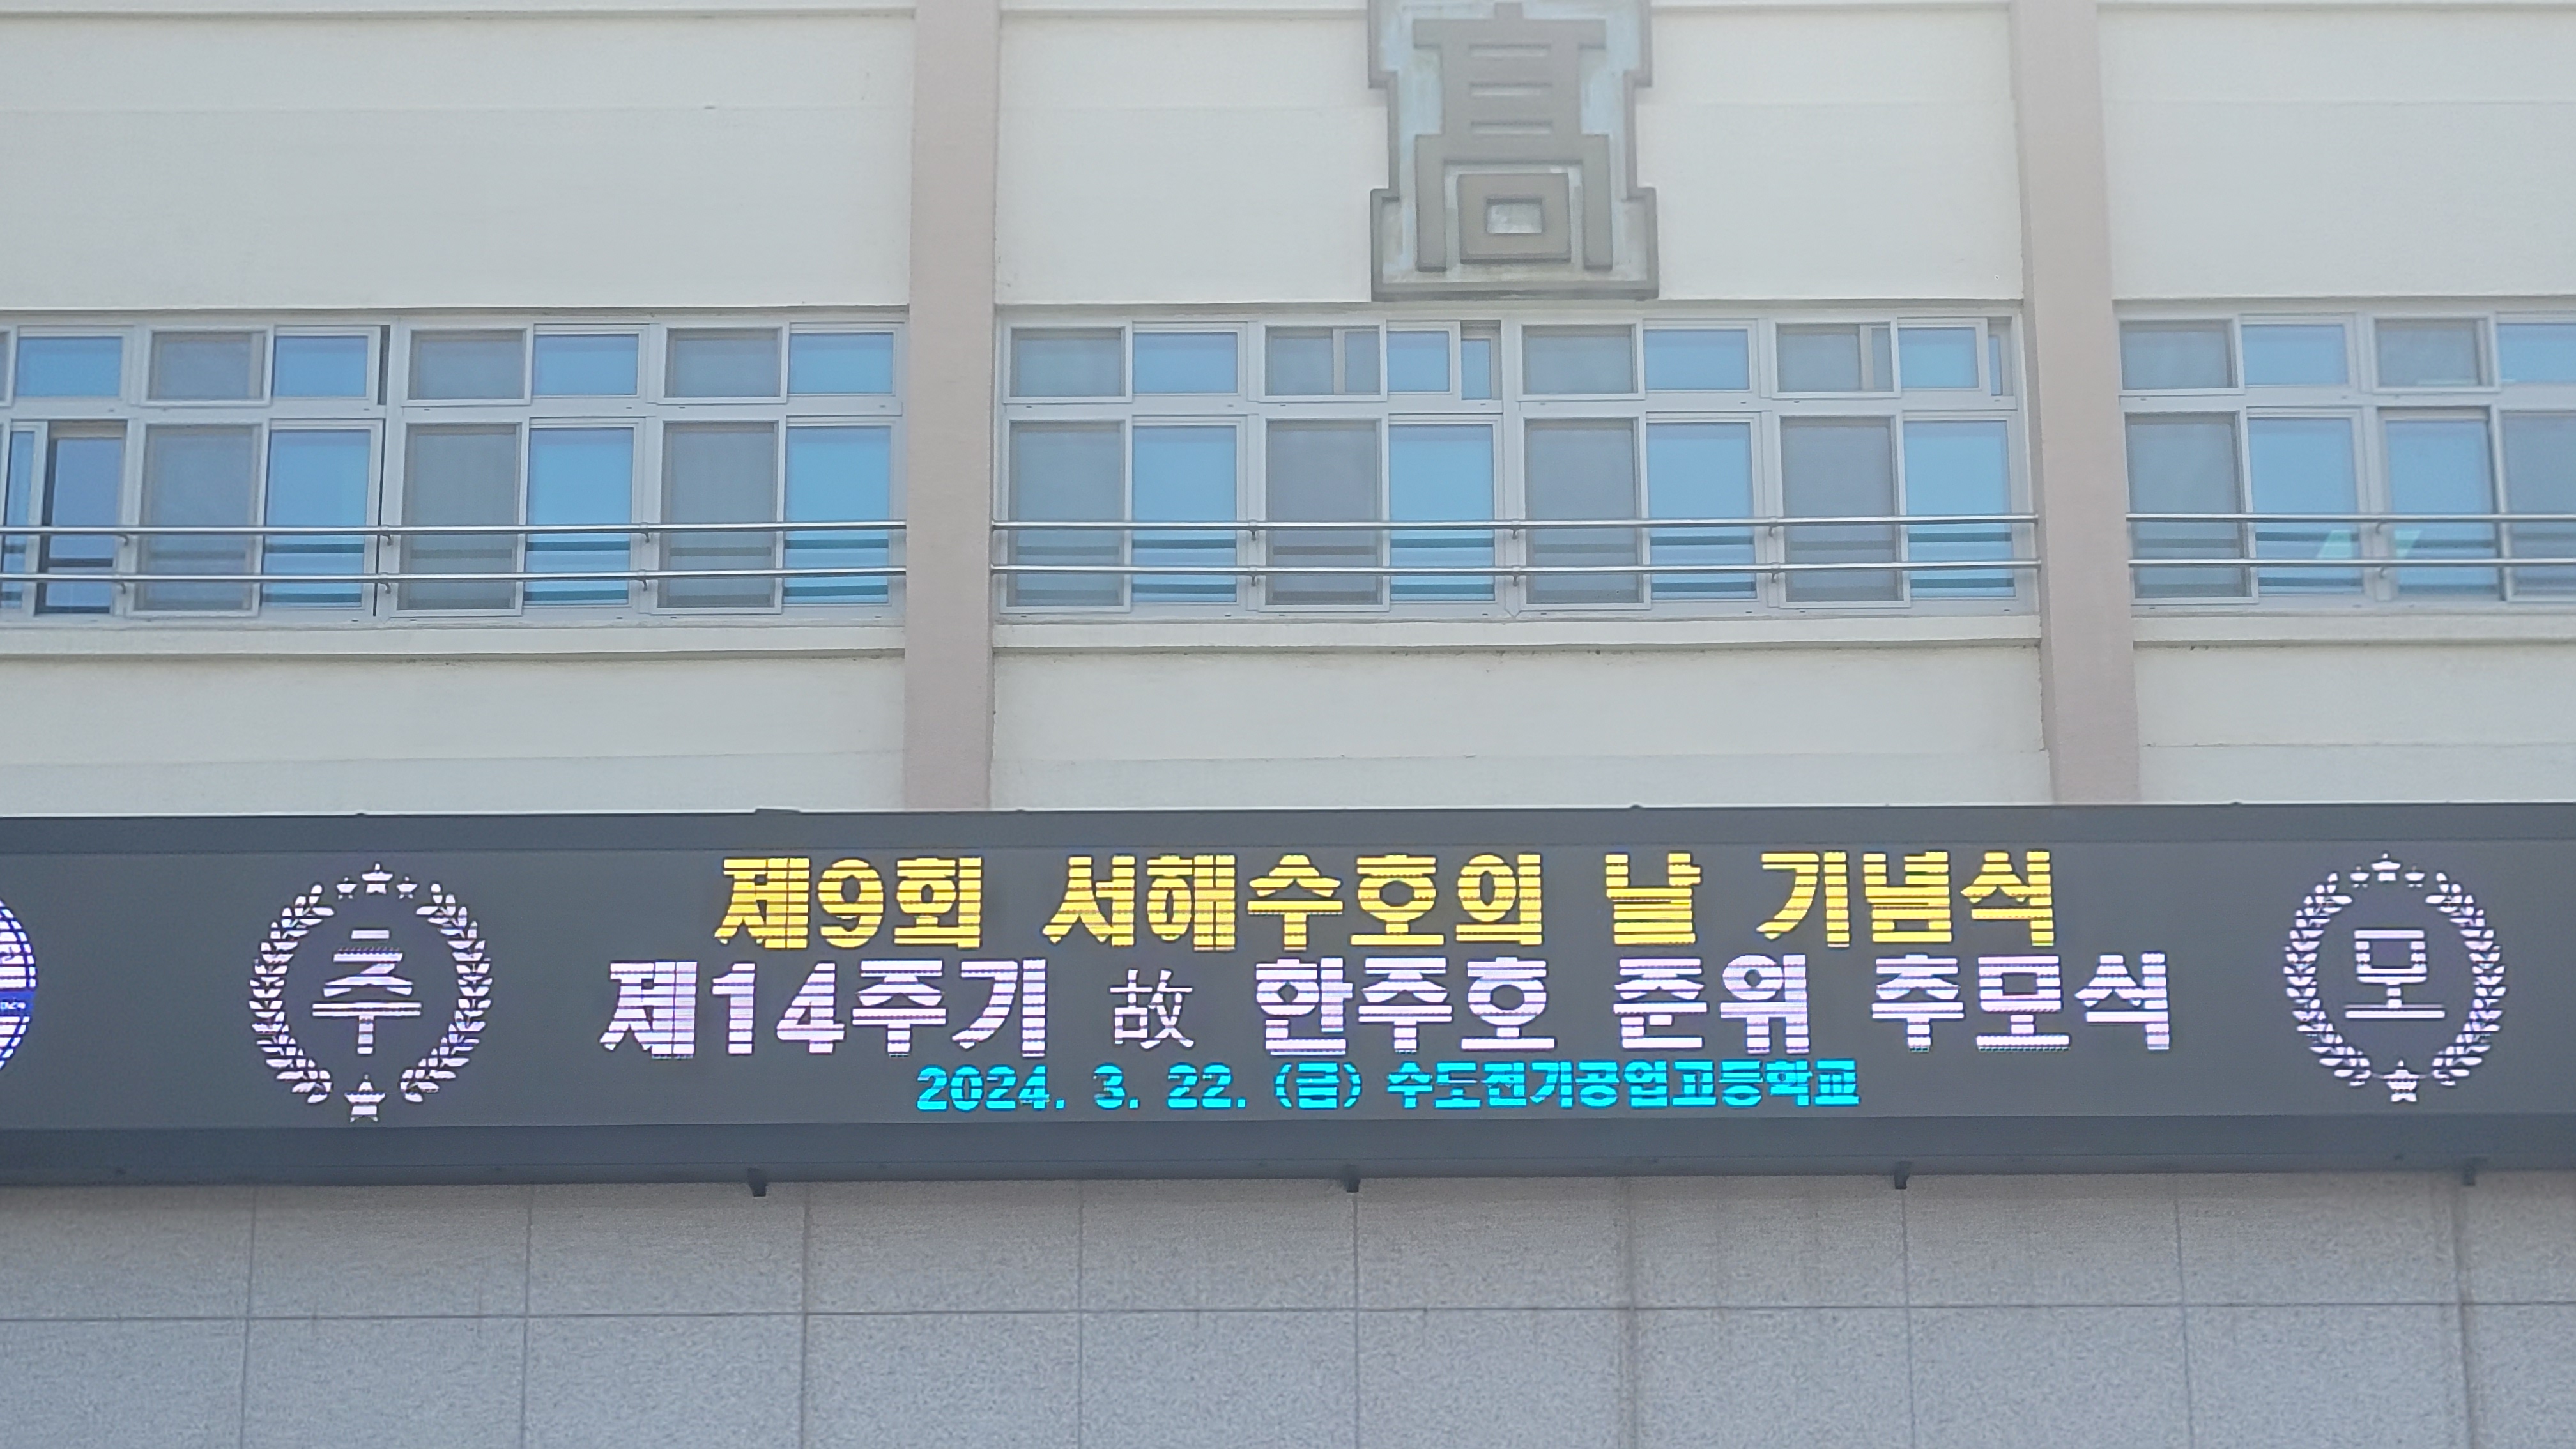 高
추
제9회 서해수호의 날 기념식
제14주기 故 한주호 준위 추모식
2024. 3. 22. (금) 수도전기공업고등학교
모